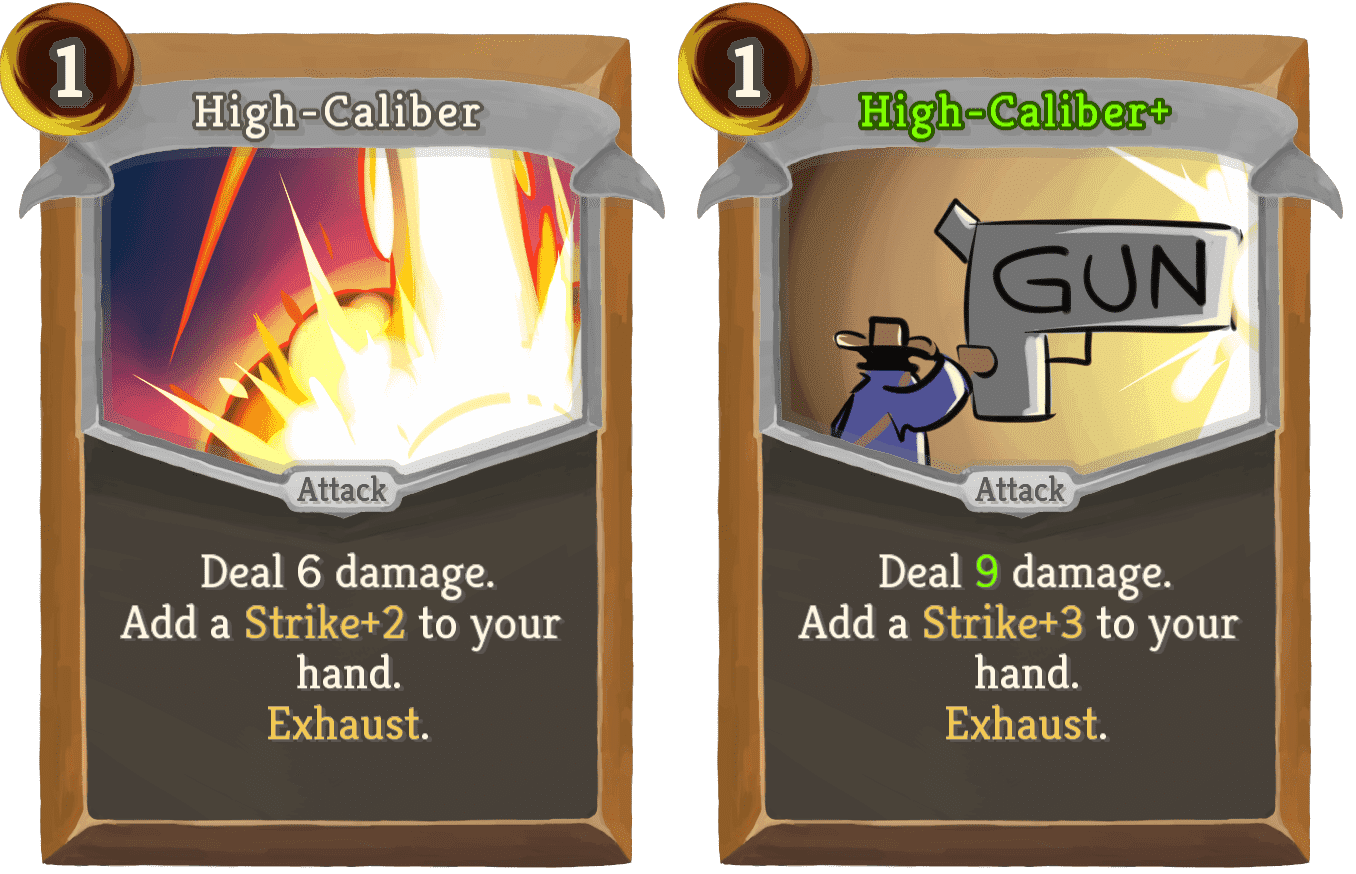 1
High-Caliber
Attack
Deal 6 damage.
Add a Strike+2 to your
hand.
Exhaust.
1
High-Caliber+
GUN
Attack
Deal 9 damage.
Add a Strike+3 to your
hand.
Exhaust.